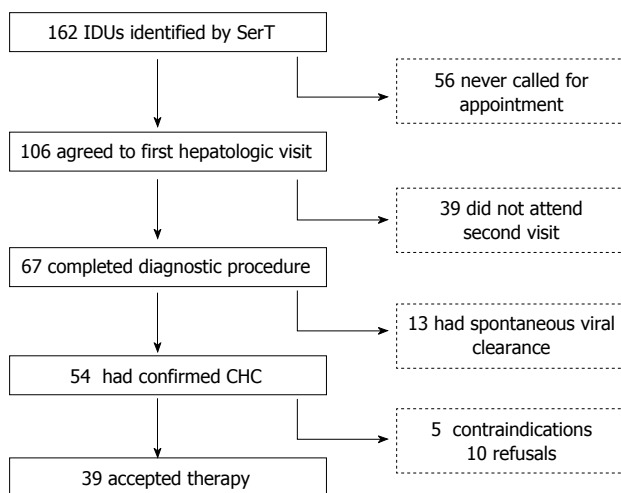 162 IDUs identified by SerT
56 never called for
appointment
106 agreed to first hepatologic visit
39 did not attend
second visit
67 completed diagnostic procedure
13 had spontaneous viral
clearance
54 had confirmed CHC
5 contraindications
10 refusals
39 accepted therapy